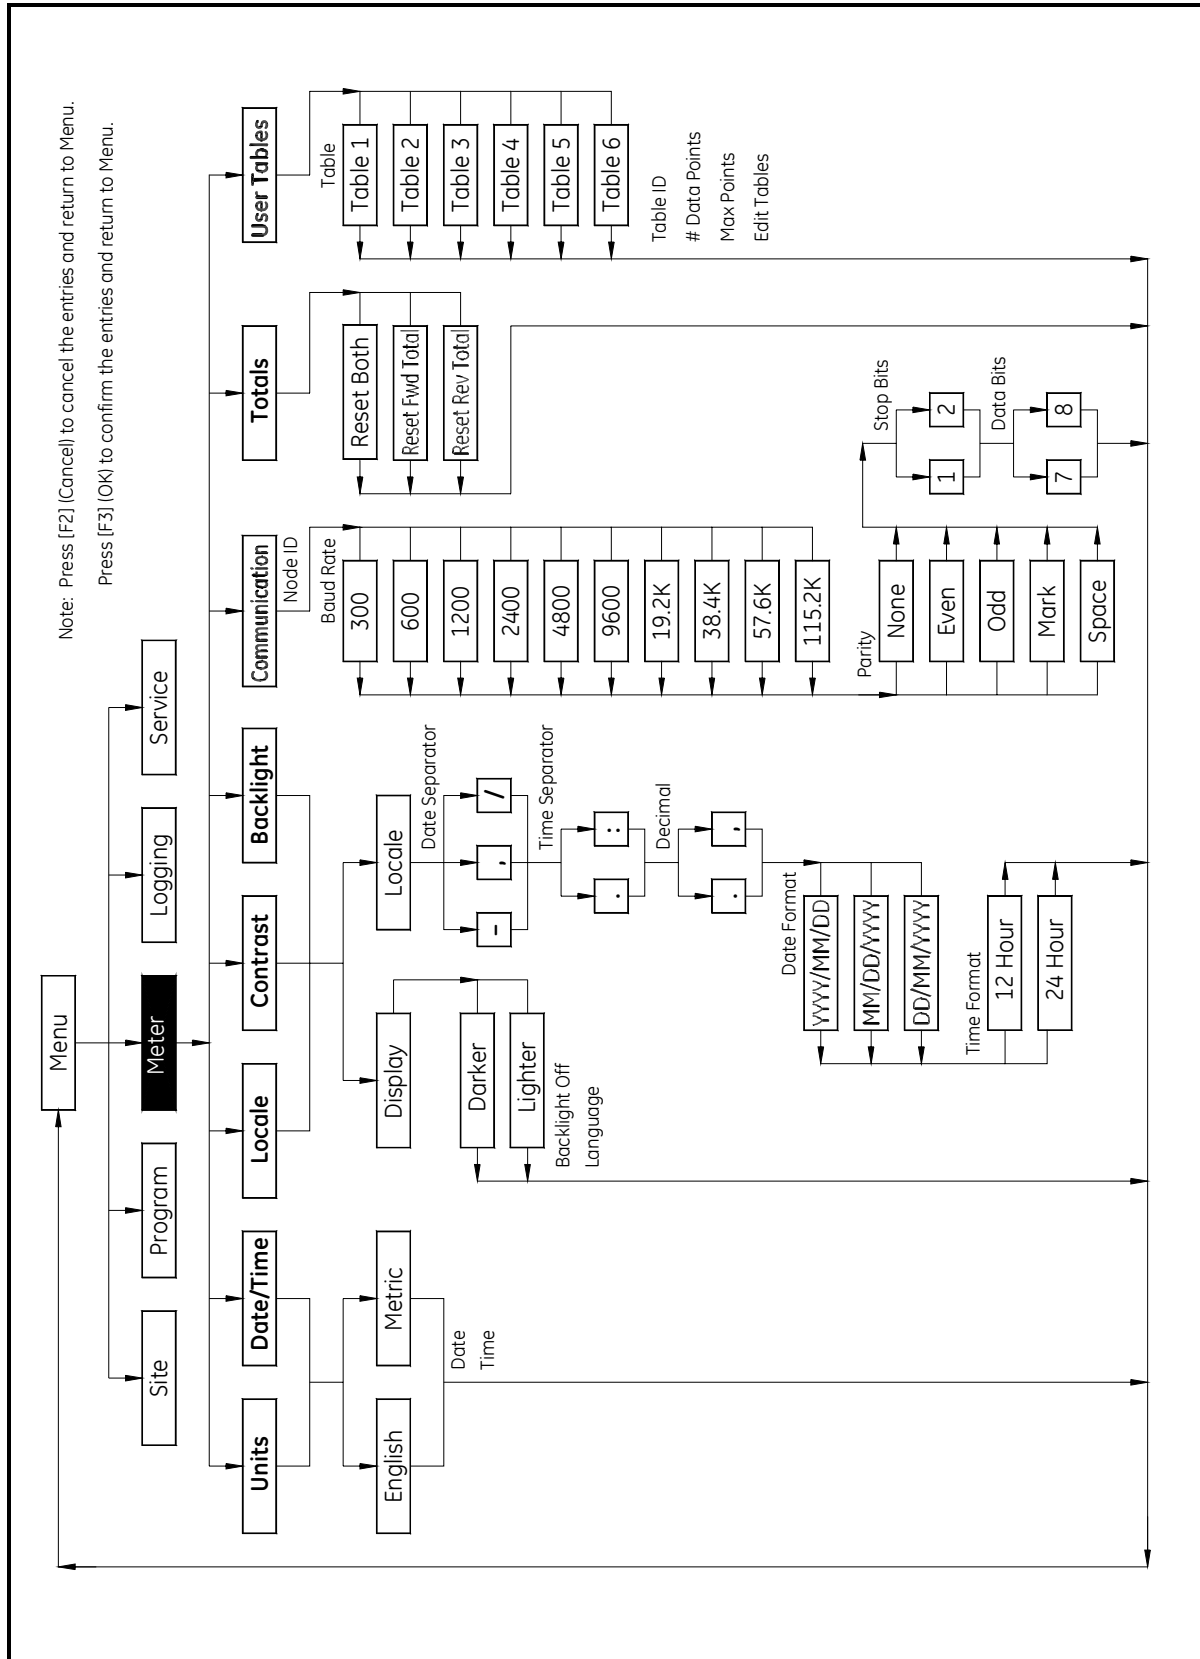 Note: Press [F2] (Cancel) to cancel the entries and return to Menu.
Press [F3] (OK) to confirm the entries and return to Menu.
Menu
Site
Program
Meter
Logging
Service
Units
Date/Time
Locale
Contrast
Backlight
Communication
Totals
User Tables
English
Metric
Date
Time
Display
Darker
Lighter
Backlight Off
Language
Locale
Date Separator
-
,
/
Time Separator
.
:
Decimal
.
,
Date Format
YYYY/MM/DD
MM/DD/YYYY
DD/MM/YYYY
Time Format
12 Hour
24 Hour
Node ID
Baud Rate
300
600
1200
2400
4800
9600
19.2K
38.4K
57.6K
115.2K
Parity
None
Even
Odd
Mark
Space
Stop Bits
1
2
Data Bits
7
8
Reset Both
Reset Fwd Total
Reset Rev Total
Table
Table 1
Table 2
Table 3
Table 4
Table 5
Table 6
Table ID
# Data Points
Max Points
Edit Tables